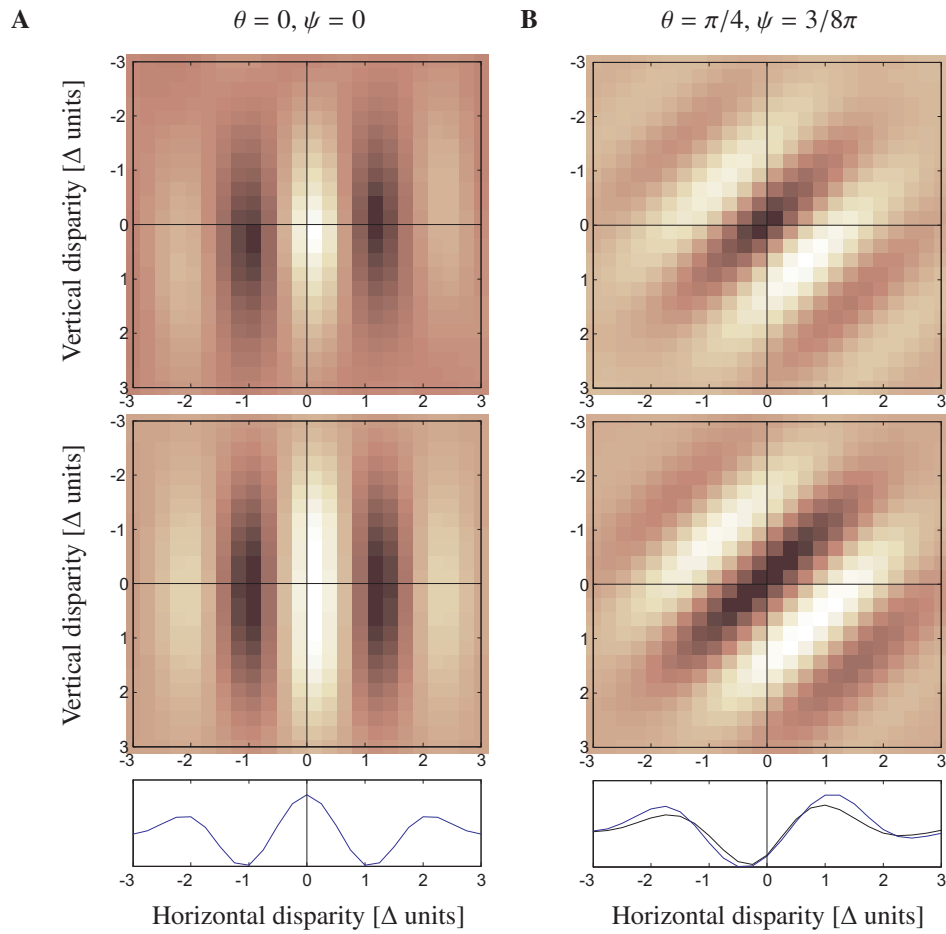 A θ = 0, ψ = 0
B θ = π/4, ψ = 3/8π
Vertical disparity [Δ units]
-3
-2
-1
0
1
2
3
-3 -2 -1 0 1 2 3
-3
-2
-1
0
1
2
3
-3 -2 -1 0 1 2 3
Vertical disparity [Δ units]
-3
-2
-1
0
1
2
3
-3 -2 -1 0 1 2 3
-3
-2
-1
0
1
2
3
-3 -2 -1 0 1 2 3
-3 -2 -1 0 1 2 3
Horizontal disparity [Δ units]
-3 -2 -1 0 1 2 3
Horizontal disparity [Δ units]